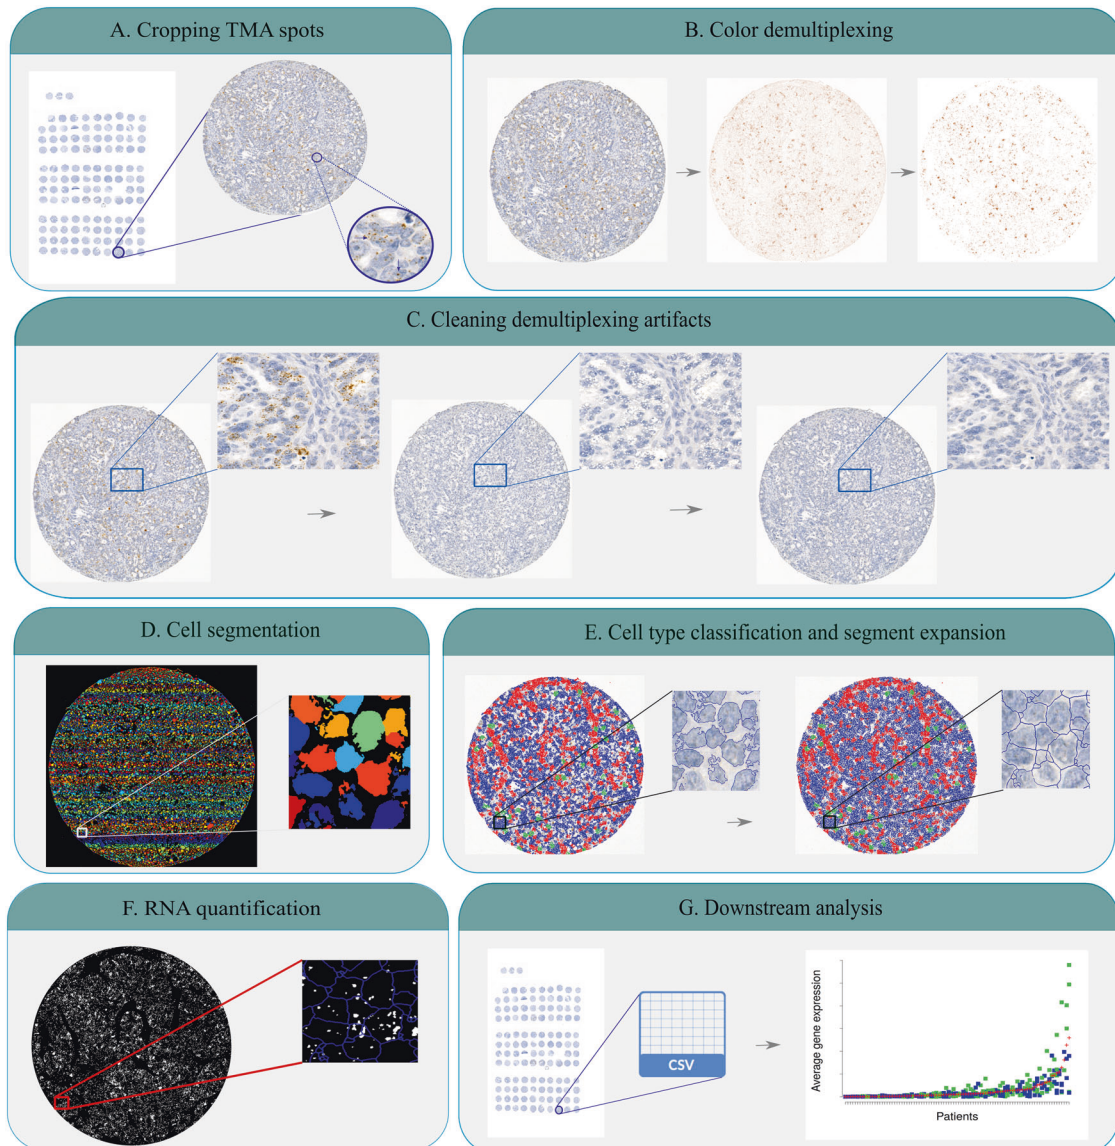 A. Cropping TMA spots
B. Color demultiplexing
C. Cleaning demultiplexing artifacts
D. Cell segmentation
E. Cell type classification and segment expansion
F. RNA quantification
G. Downstream analysis
CSV
Average gene expression
Patients